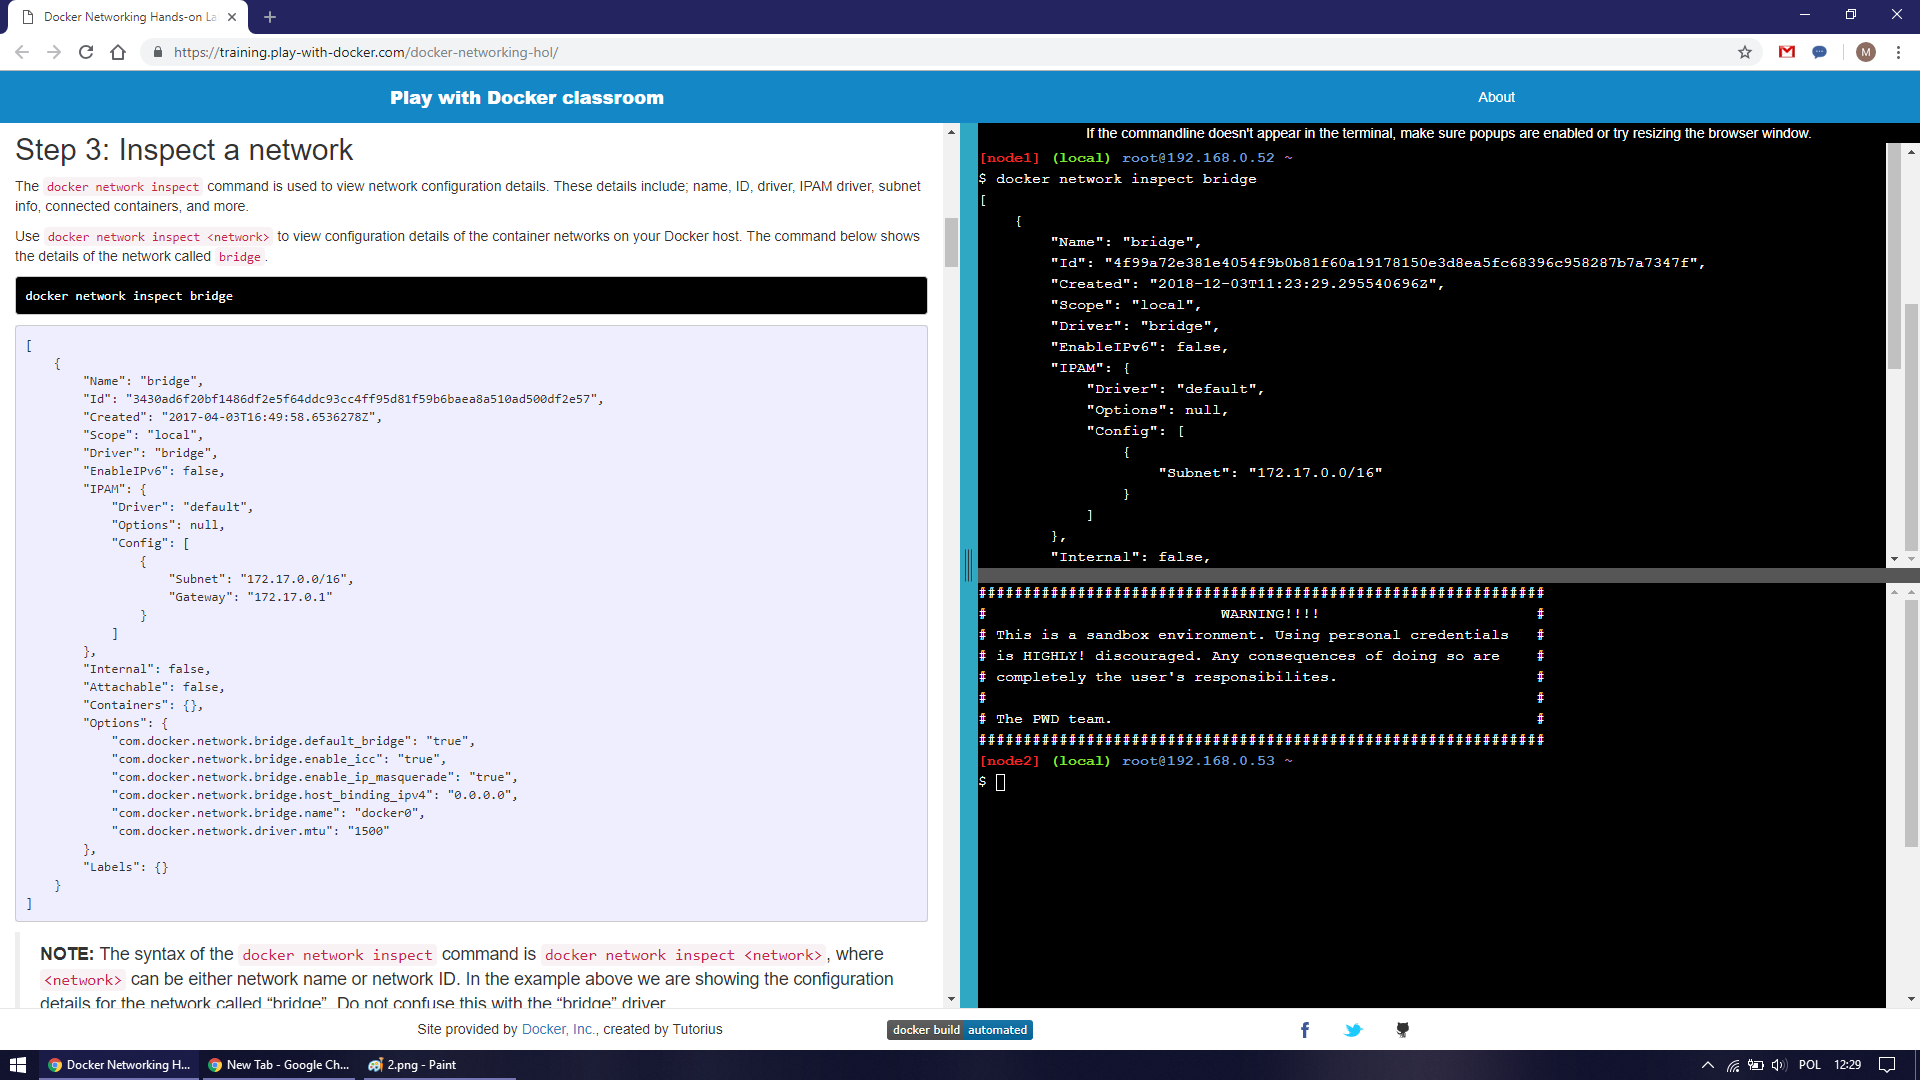 Docker Networking Hands-on La
https://training.play-with-docker.com/docker-networking-hol/
M
Play with Docker classroom
About
Step 3: Inspect a network
The docker network inspect command is used to view network configuration details. These details include; name, ID, driver, IPAM driver, subnet
info, connected containers, and more.
Use docker network inspect <network> to view configuration details of the container networks on your Docker host. The command below shows
the details of the network called bridge .
docker network inspect bridge
[
    {
        "Name": "bridge",
        "Id": "3430ad6f20bf1486df2e5f64ddc93cc4ff95d81f59b6baea8a510ad500df2e57",
        "Created": "2017-04-03T16:49:58.6536278Z",
        "Scope": "local",
        "Driver": "bridge",
        "EnableIPv6": false,
        "IPAM": {
            "Driver": "default",
            "Options": null,
            "Config": [
                {
                    "Subnet": "172.17.0.0/16",
                    "Gateway": "172.17.0.1"
                }
            ]
        },
        "Internal": false,
        "Attachable": false,
        "Containers": {},
        "Options": {
            "com.docker.network.bridge.default_bridge": "true",
            "com.docker.network.bridge.enable_icc": "true",
            "com.docker.network.bridge.enable_ip_masquerade": "true",
            "com.docker.network.bridge.host_binding_ipv4": "0.0.0.0",
            "com.docker.network.bridge.name": "docker0",
            "com.docker.network.driver.mtu": "1500"
        },
        "Labels": {}
    }
]
NOTE: The syntax of the docker network inspect command is docker network inspect <network> , where
<network> can be either network name or network ID. In the example above we are showing the configuration
details for the network called “bridge”. Do not confuse this with the “bridge” driver
If the commandline doesn't appear in the terminal, make sure popups are enabled or try resizing the browser window.
[node1] (local) root@192.168.0.52 ~
$ docker network inspect bridge
[
    {
        "Name": "bridge",
        "Id": "4f99a72e381e4054f9b0b81f60a19178150e3d8ea5fc68396c958287b7a7347f",
        "Created": "2018-12-03T11:23:29.295540696Z",
        "Scope": "local",
        "Driver": "bridge",
        "EnableIPv6": false,
        "IPAM": {
            "Driver": "default",
            "Options": null,
            "Config": [
                {
                    "Subnet": "172.17.0.0/16"
                }
            ]
        },
        "Internal": false,
###############################################################
#                          WARNING!!!!                        #
# This is a sandbox environment. Using personal credentials   #
# is HIGHLY! discouraged. Any consequences of doing so are    #
# completely the user's responsibilites.                      #
#                                                             #
# The PWD team.                                               #
###############################################################
[node2] (local) root@192.168.0.53 ~
$
Site provided by Docker, Inc., created by Tutorius
docker build automated
Docker Networking H...
New Tab - Google Ch...
2.png - Paint
POL
12:29